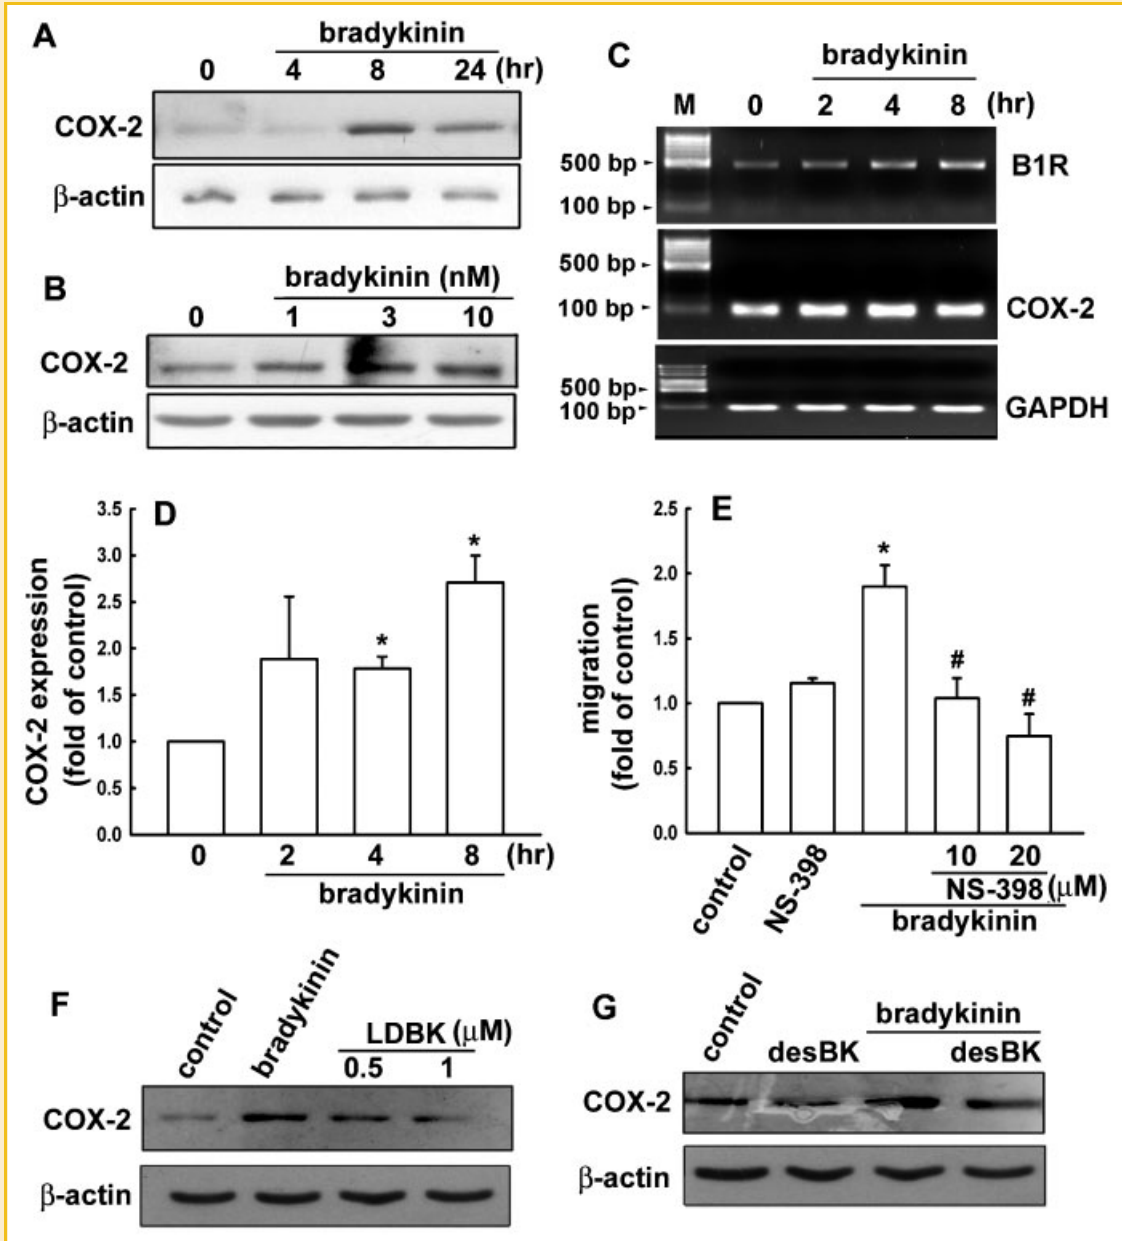 A
bradykinin
0 4 8 24 (hr)
COX-2
β-actin
B
bradykinin (nM)
0 1 3 10
COX-2
β-actin
C
bradykinin
M 0 2 4 8 (hr)
500 bp
B1R
100 bp
500 bp
100 bp
COX-2
500 bp
100 bp
GAPDH
D
3.5
3.0
2.5
2.0
1.5
1.0
0.5
0.0
COX-2 expression
(fold of control)
*
*
0 2 4 8 (hr)
bradykinin
E
2.5
2.0
1.5
1.0
0.5
0.0
migration
(fold of control)
*
#
#
control
NS-398
10 20
NS-398 (μM)
bradykinin
F
control
bradykinin
LDBK (μM)
0.5 1
COX-2
β-actin
G
control
bradykinin
desBK
desBK
COX-2
β-actin